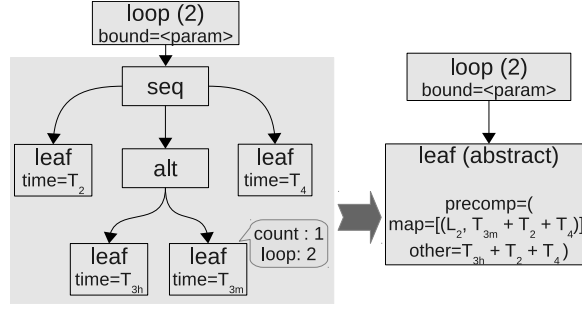 loop (2)
bound=<param>
seq
leaf
time=T₂
alt
leaf
time=T₄
leaf
time=T₃ₕ
leaf
time=T₃ₘ
count : 1
loop: 2
loop (2)
bound=<param>
leaf (abstract)
precomp=(
map=[(L₂, T₃ₘ + T₂ + T₄)]
other=T₃ₕ + T₂ + T₄)